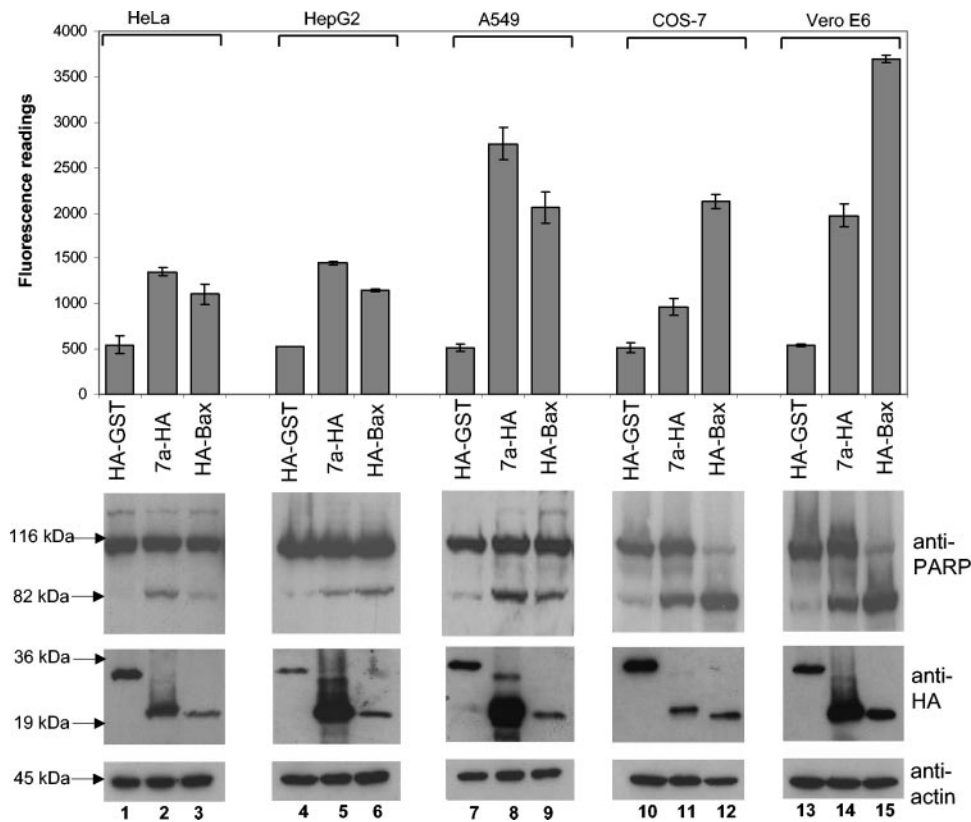 HeLa HepG2 A549 COS-7 Vero E6
Fluorescence readings
4000
3500
3000
2500
2000
1500
1000
500
0
HA-GST 7a-HA HA-Bax HA-GST 7a-HA HA-Bax HA-GST 7a-HA HA-Bax HA-GST 7a-HA HA-Bax HA-GST 7a-HA HA-Bax
116 kDa
82 kDa
anti-
PARP
36 kDa
19 kDa
anti-
HA
45 kDa
anti-
actin
1 2 3 4 5 6 7 8 9 10 11 12 13 14 15